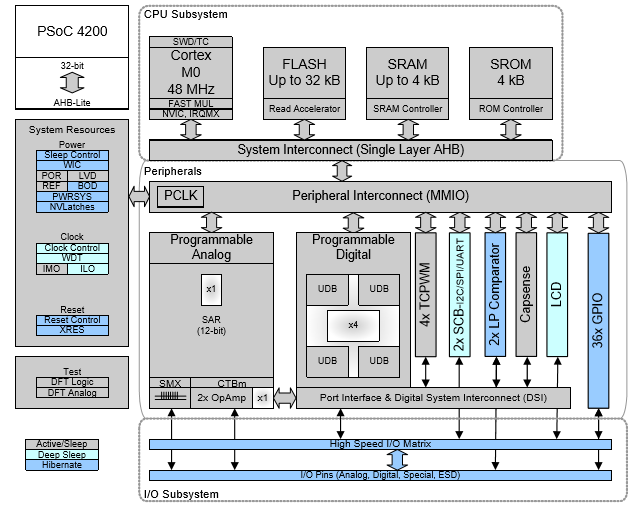 PSoC 4200
32-bit
AHB-Lite
CPU Subsystem
SWD/TC
Cortex
M0
48 MHz
FAST MUL
NVIC, IRQMX
FLASH
Up to 32 kB
Read Accelerator
SRAM
Up to 4 kB
SRAM Controller
SROM
4 kB
ROM Controller
System Interconnect (Single Layer AHB)
System Resources
Power
Sleep Control
WIC
POR LVD
REF BOD
PWRSYS
NVLatches
Clock
Clock Control
WDT
IMO ILO
Reset
Reset Control
XRES
Test
DFT Logic
DFT Analog
Peripherals
PCLK
Peripheral Interconnect (MMIO)
Programmable
Analog
x1
SAR
(12-bit)
SMX
CTBm
2x OpAmp
x1
Programmable
Digital
UDB UDB
x4
UDB UDB
4x TCPWM
2x SCB-I2C/SPI/UART
2x LP Comparator
Capsense
LCD
36x GPIO
Port Interface & Digital System Interconnect (DSI)
High Speed I/O Matrix
I/O Pins (Analog, Digital, Special, ESD)
I/O Subsystem
Active/Sleep
Deep Sleep
Hibernate